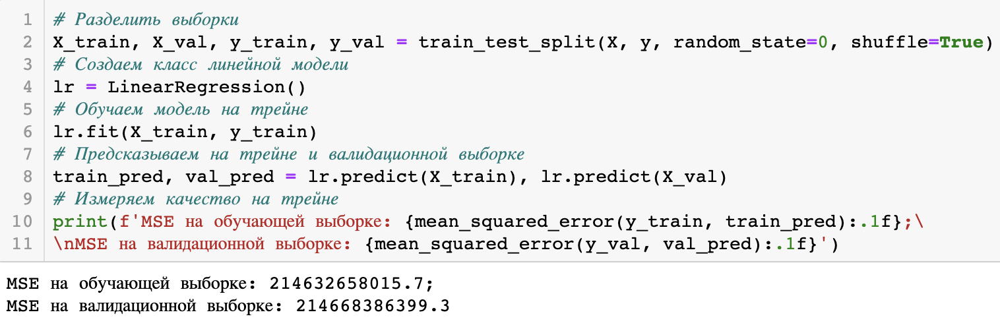 1 # Разделить выборки
2 X_train, X_val, y_train, y_val = train_test_split(X, y, random_state=0, shuffle=True)
3 # Создаем класс линейной модели
4 lr = LinearRegression()
5 # Обучаем модель на трейне
6 lr.fit(X_train, y_train)
7 # Предсказываем на трейне и валидационной выборке
8 train_pred, val_pred = lr.predict(X_train), lr.predict(X_val)
9 # Измеряем качество на трейне
10 print(f'MSE на обучающей выборке: {mean_squared_error(y_train, train_pred):.1f};\
11 \nMSE на валидационной выборке: {mean_squared_error(y_val, val_pred):.1f}')
MSE на обучающей выборке: 214632658015.7;
MSE на валидационной выборке: 214668386399.3